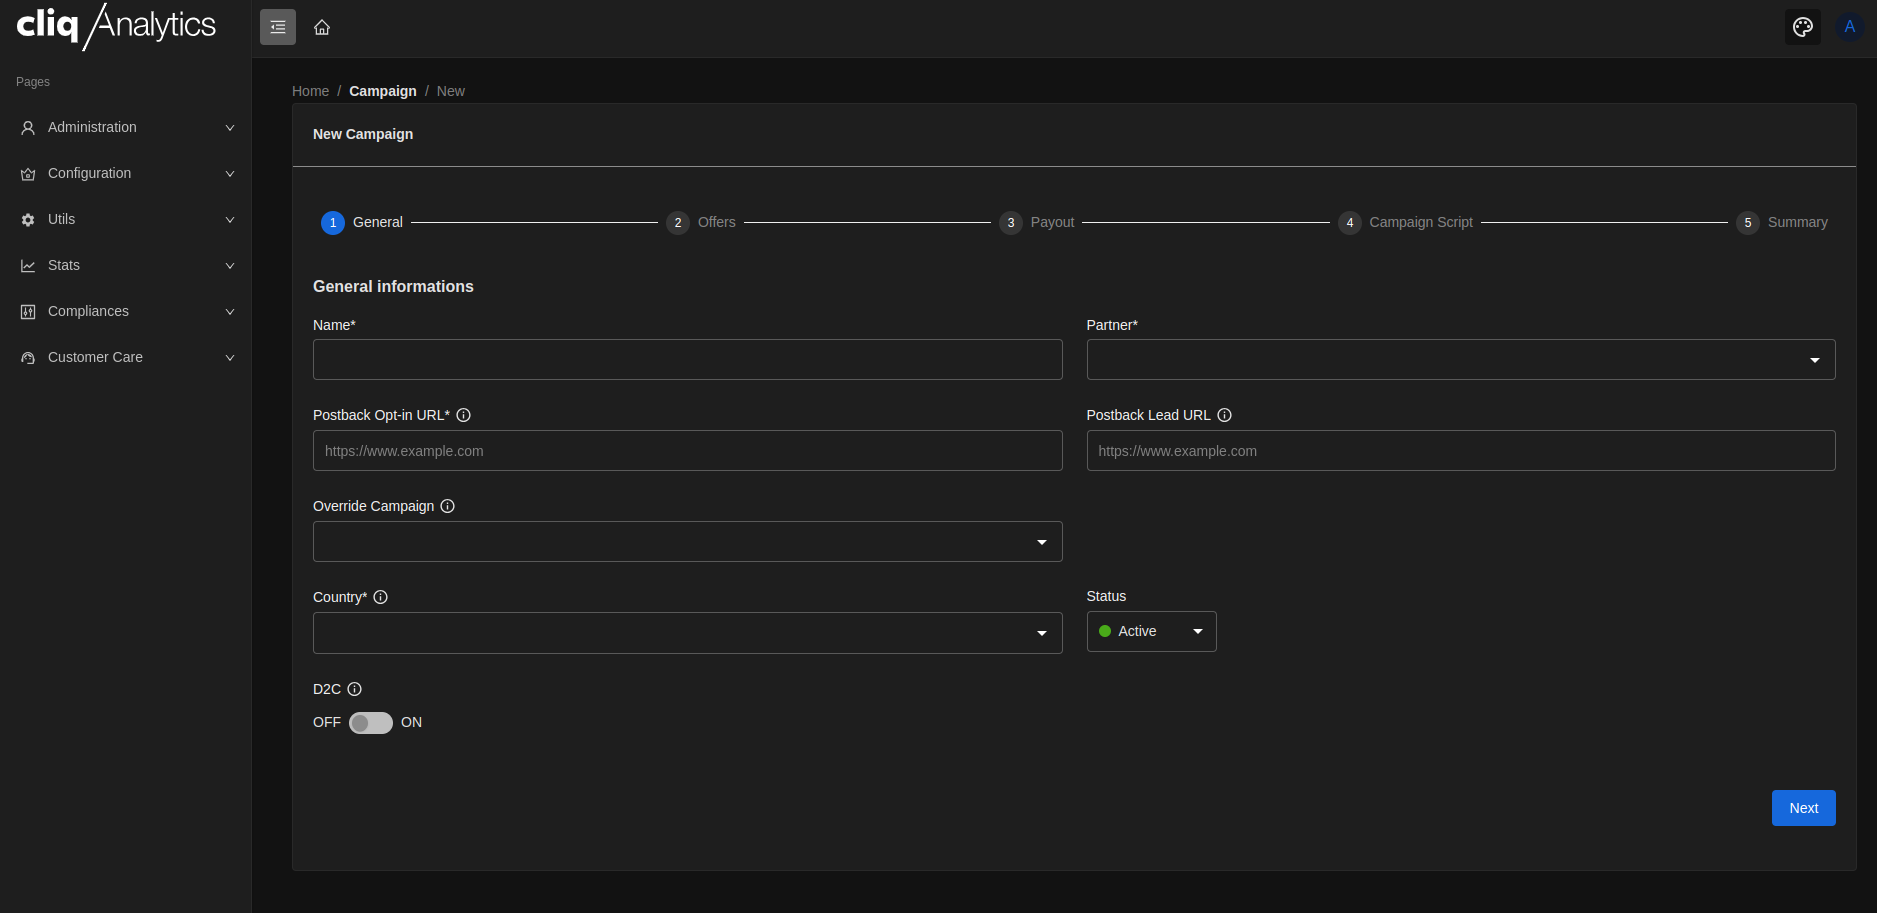 cliq/Analytics
A
Pages
Administration
Configuration
Utils
Stats
Compliances
Customer Care
Home / Campaign / New
New Campaign
1 General 2 Offers 3 Payout 4 Campaign Script 5 Summary
General informations
Name* Partner*
Postback Opt-in URL* Postback Lead URL
https://www.example.com https://www.example.com
Override Campaign
Country* Status
Active
D2C
OFF ON
Next